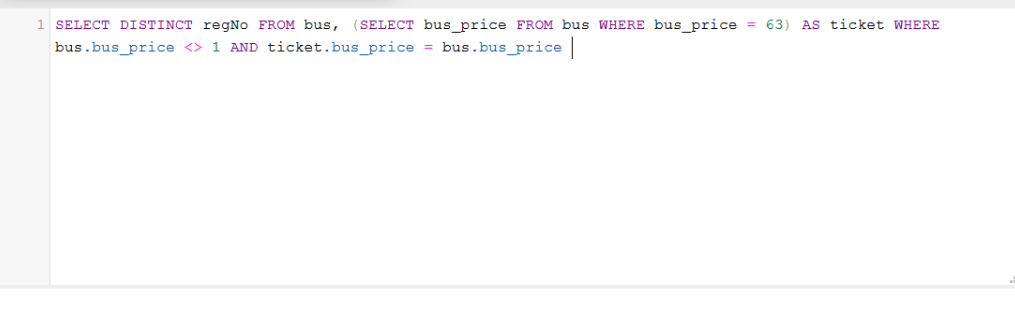 1 SELECT DISTINCT regNo FROM bus, (SELECT bus_price FROM bus WHERE bus_price = 63) AS ticket WHERE
bus.bus_price <> 1 AND ticket.bus_price = bus.bus_price